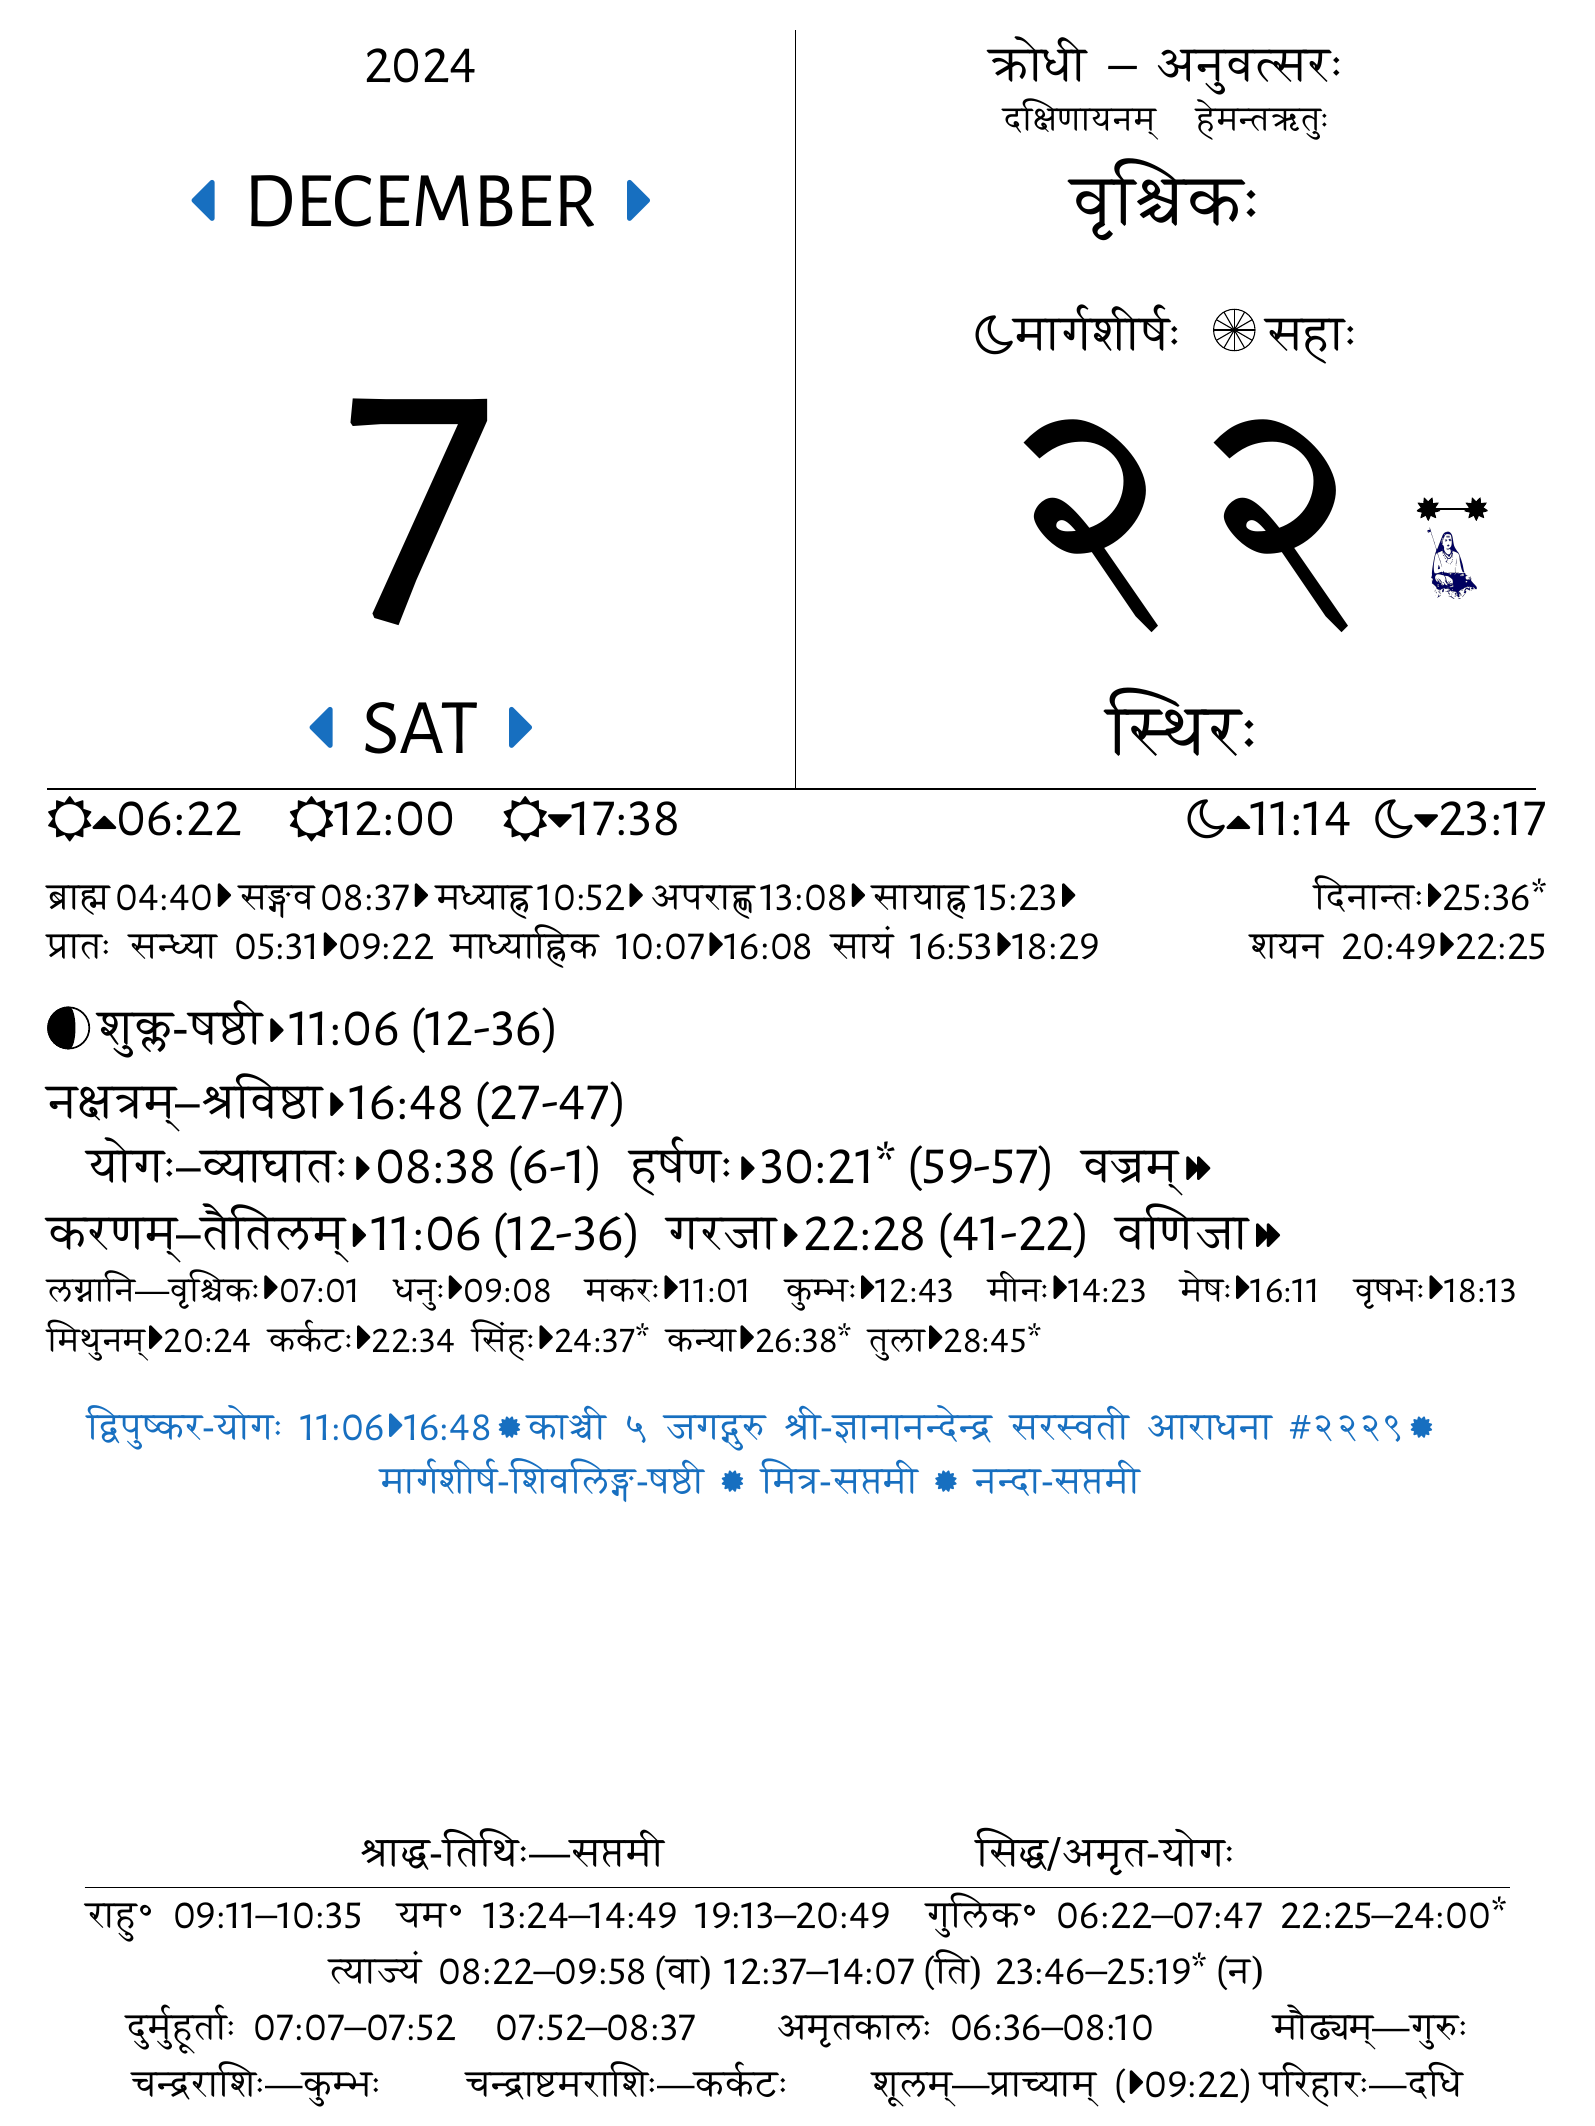 2024
DECEMBER
7
SAT
क्रोधी – अनुवत्सरः
दक्षिणायनम् हेमन्तऋतुः
वृश्चिकः
मार्गशीर्षः सहाः
२२
स्थिरः
06:22 12:00 17:38 11:14 23:17
ब्राह्म 04:40 सङ्गव 08:37 मध्याह्न 10:52 अपराह्ण 13:08 सायाह्न 15:23 दिनान्तः 25:36*
प्रातः सन्ध्या 05:31 09:22 माध्याह्निक 10:07 16:08 सायं 16:53 18:29 शयन 20:49 22:25
शुक्ल-षष्ठी 11:06 (12-36)
नक्षत्रम्–श्रविष्ठा 16:48 (27-47)
योगः–व्याघातः 08:38 (6-1) हर्षणः 30:21* (59-57) वज्रम्
करणम्–तैतिलम् 11:06 (12-36) गरजा 22:28 (41-22) वणिजा
लग्नानि—वृश्चिकः 07:01 धनुः 09:08 मकरः 11:01 कुम्भः 12:43 मीनः 14:23 मेषः 16:11 वृषभः 18:13
मिथुनम् 20:24 कर्कटः 22:34 सिंहः 24:37* कन्या 26:38* तुला 28:45*
द्विपुष्कर-योगः 11:06 16:48 काञ्ची ५ जगद्गुरु श्री-ज्ञानानन्देन्द्र सरस्वती आराधना #२२२९
मार्गशीर्ष-शिवलिङ्ग-षष्ठी मित्र-सप्तमी नन्दा-सप्तमी
श्राद्ध-तिथिः—सप्तमी सिद्ध/अमृत-योगः
राहु॰ 09:11–10:35 यम॰ 13:24–14:49 19:13–20:49 गुलिक॰ 06:22–07:47 22:25–24:00*
त्याज्यं 08:22–09:58 (वा) 12:37–14:07 (ति) 23:46–25:19* (न)
दुर्मुहूर्ताः 07:07–07:52 07:52–08:37 अमृतकालः 06:36–08:10 मौढ्यम्—गुरुः
चन्द्रराशिः—कुम्भः चन्द्राष्टमराशिः—कर्कटः शूलम्—प्राच्याम् (09:22) परिहारः—दधि